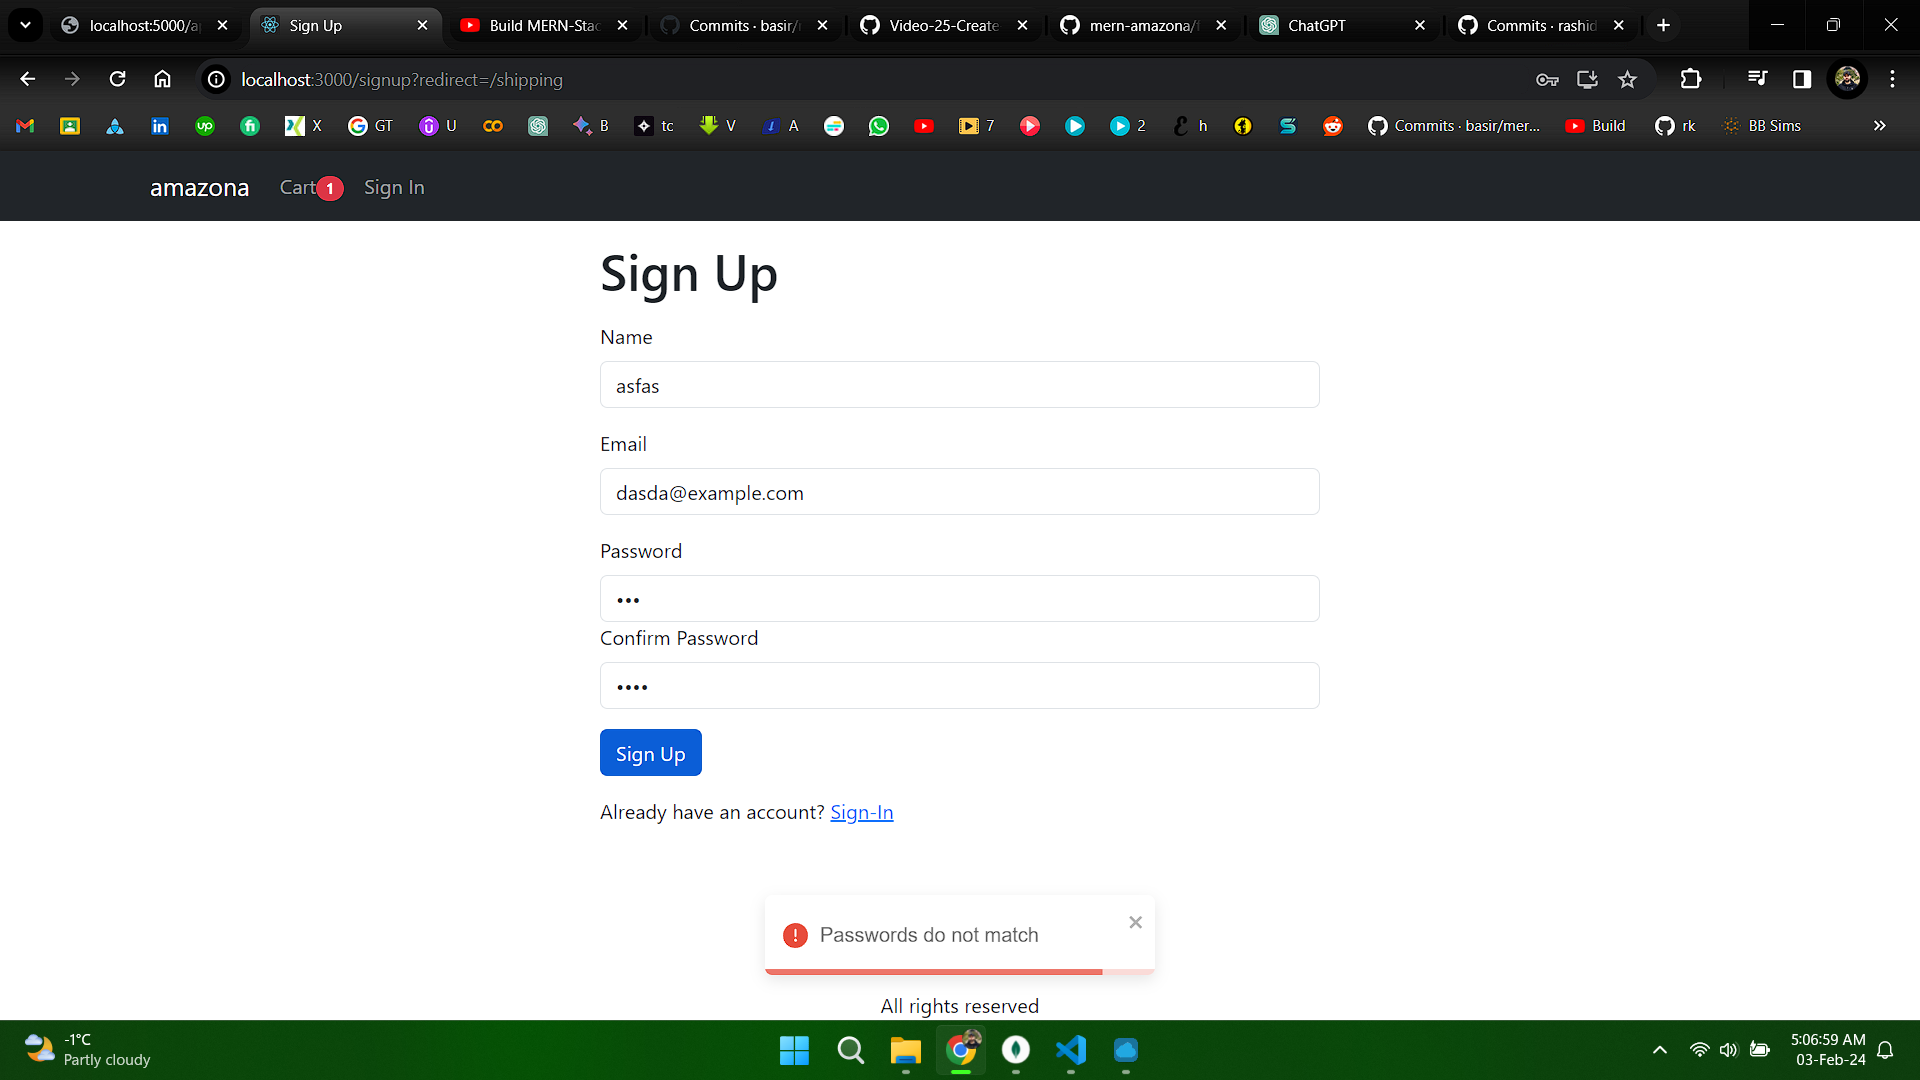 localhost:5000/a
Sign Up
Build MERN-Stac
Commits · basir/
Video-25-Create
mern-amazona/f
ChatGPT
Commits · rashid
localhost:3000/signup?redirect=/shipping
X
GT
U
B
tc
V
A
7
2
h
Commits · basir/mer...
Build
rk
BB Sims
amazona
Cart 1
Sign In
Sign Up
Name
asfas
Email
dasda@example.com
Password
•••
Confirm Password
••••
Sign Up
Already have an account? Sign-In
Passwords do not match
All rights reserved
-1°C
Partly cloudy
5:06:59 AM
03-Feb-24